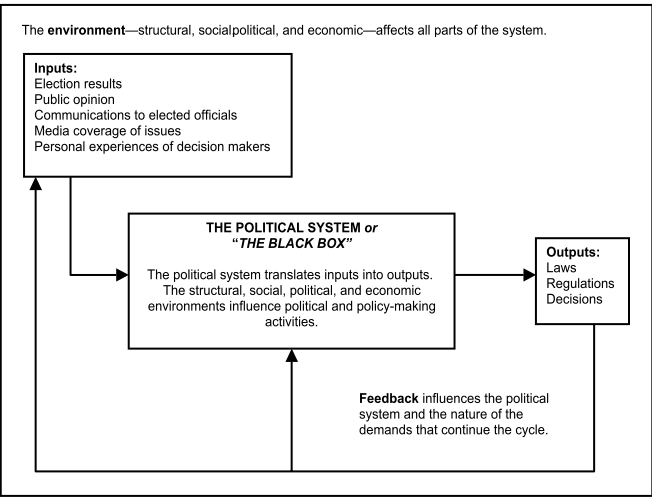 The environment—structural, socialpolitical, and economic—affects all parts of the system.
Inputs:
Election results
Public opinion
Communications to elected officials
Media coverage of issues
Personal experiences of decision makers
THE POLITICAL SYSTEM or
“THE BLACK BOX”
The political system translates inputs into outputs.
The structural, social, political, and economic
environments influence political and policy-making
activities.
Outputs:
Laws
Regulations
Decisions
Feedback influences the political
system and the nature of the
demands that continue the cycle.